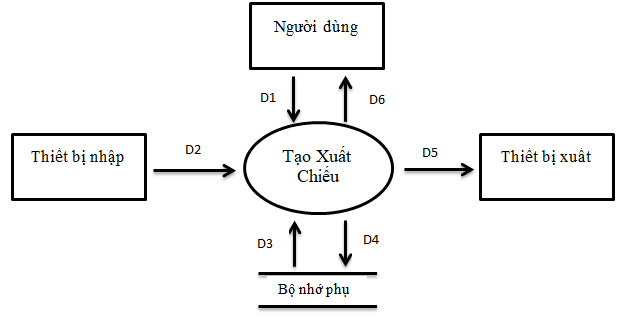 Người dùng
D1
D6
Thiết bị nhập
D2
Tạo Xuất
Chiếu
D5
Thiết bị xuất
D3
D4
Bộ nhớ phụ